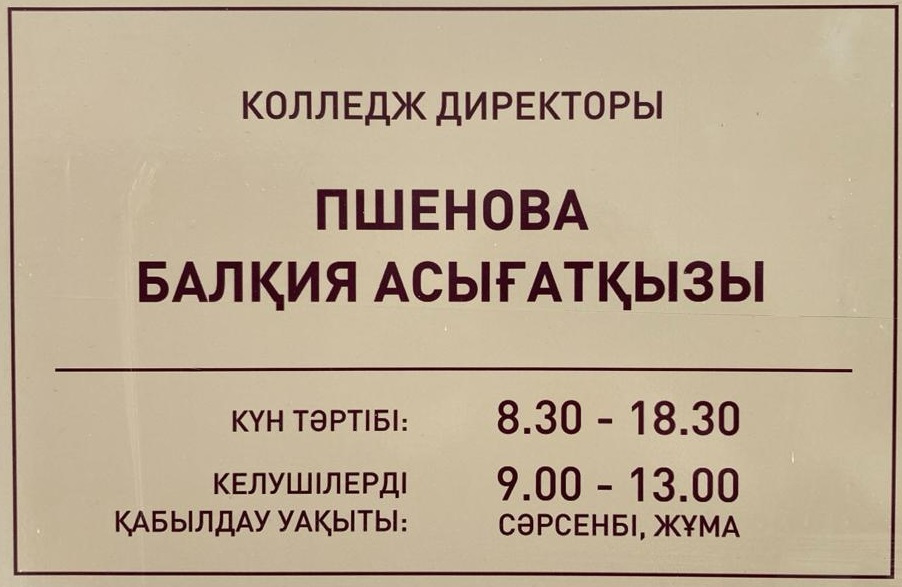 КОЛЛЕДЖ ДИРЕКТОРЫ
ПШЕНОВА
БАЛҚИЯ АСЫҒАТҚЫЗЫ
КҮН ТӘРТІБІ: 8.30 - 18.30
КЕЛУШІЛЕРДІ 9.00 - 13.00
ҚАБЫЛДАУ УАҚЫТЫ: СӘРСЕНБІ, ЖҰМА